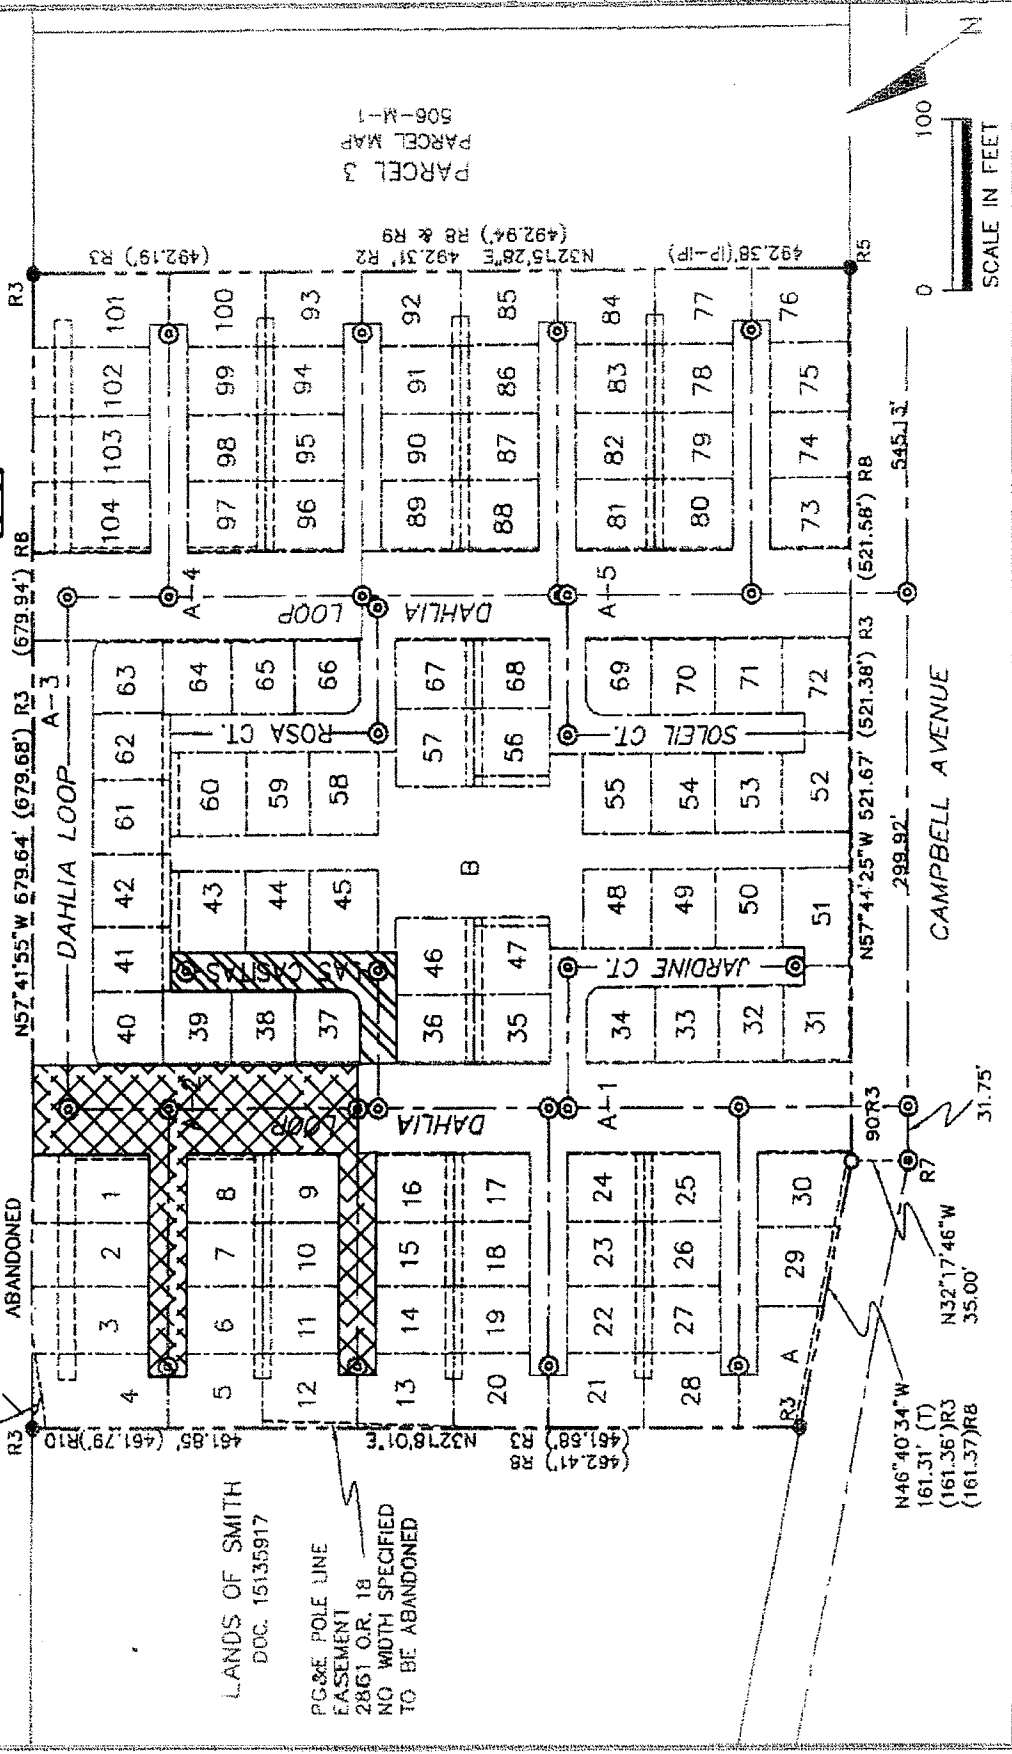 ABANDONED
N57°41'55"W 679.64' (679.68') R3 (679.94') R8
R3
R3
A-3
DAHLIA LOOP
LANDS OF SMITH
DOC. 15135917
PG&E POLE LINE
EASEMENT
2861 O.R. 18
NO WIDTH SPECIFIED
TO BE ABANDONED
461.85' (461.79')R10
N32°18'01"E
(461.58') R3
(462.41') R8
4 3 2 1
5 6 7 8
12 11 10 9
13 14 15 16
20 19 18 17
21 22 23 24
28 27 26 25
A 29 30
A-2
DAHLIA LOOP
A-1
40 41 42 61 62 63
39 43 60 64
38 44 59 65
37 45 58 66
LAS CASITAS
ROSA CT.
36 46 57 67
35 47 56 68
B
34 48 55 69
33 49 54 70
32 50 53 71
31 51 52 72
JARDINE CT.
SOLEIL CT.
A-4
DAHLIA LOOP
A-5
104 103 102 101
97 98 99 100
96 95 94 93
89 90 91 92
88 87 86 85
81 82 83 84
80 79 78 77
73 74 75 76
(492.19') R3
N32°15'28"E 492.31' R2
(492.94') R8 & R9
492.38'(IP-IP)
PARCEL 3
PARCEL MAP
506-M-1
R3
R5
N57°44'25"W 521.67' (521.38') R3 (521.58') R8
90R3
R7
31.75'
299.92'
545.13'
CAMPBELL AVENUE
N32°17'46"W
35.00'
N46°40'34"W
161.31' (T)
(161.36')R3
(161.37)R8
N
0 100
SCALE IN FEET